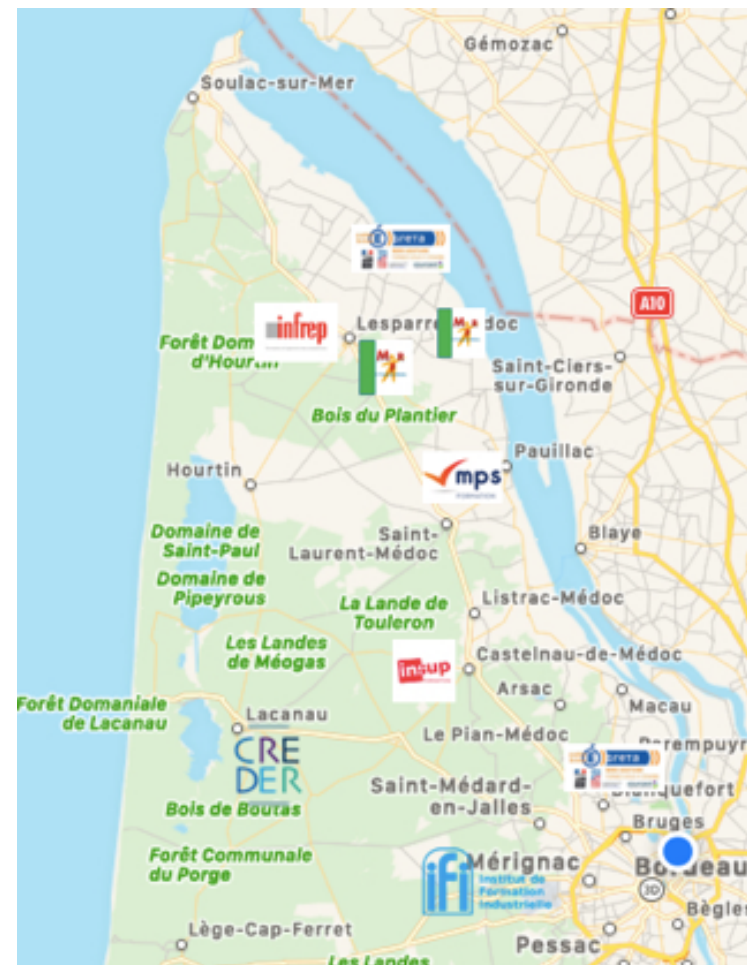 Gémozac
Soulac-sur-Mer
GRETA
A10
infrep
Forêt Dom
d'Hourtin
Lesparre
doc
M
R
M
R
Saint-Ciers-
sur-Gironde
Bois du Plantier
Pauillac
mps
FORMATION
Hourtin
Domaine de
Saint-Paul
Saint-
Laurent-Médoc
Blaye
Domaine de
Pipeyrous
La Lande de
Touleron
Listrac-Médoc
Les Landes
de Méogas
insup
Castelnau-de-Médoc
Arsac
Macau
Forêt Domaniale
de Lacanau
Lacanau
Le Pian-Médoc
Parempuyr
GRETA
CRE
DER
Saint-Médard-
en-Jalles
Blanquefort
Bois de Boutas
Bruges
Forêt Communale
du Porge
ifi
Institut de
Formation
Industrielle
Mérignac
Bordeau
Bègles
Lège-Cap-Ferret
Pessac
Les Landes